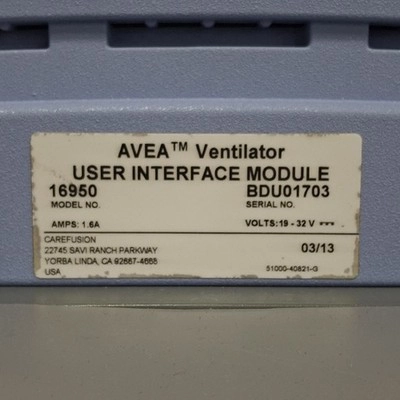 AVEA™ Ventilator
USER INTERFACE MODULE
16950 BDU01703
MODEL NO. SERIAL NO.
AMPS: 1.6A VOLTS: 19 - 32 V ⎓
CAREFUSION
22745 SAVI RANCH PARKWAY 03/13
YORBA LINDA, CA 92887-4668
USA 51000-40821-G